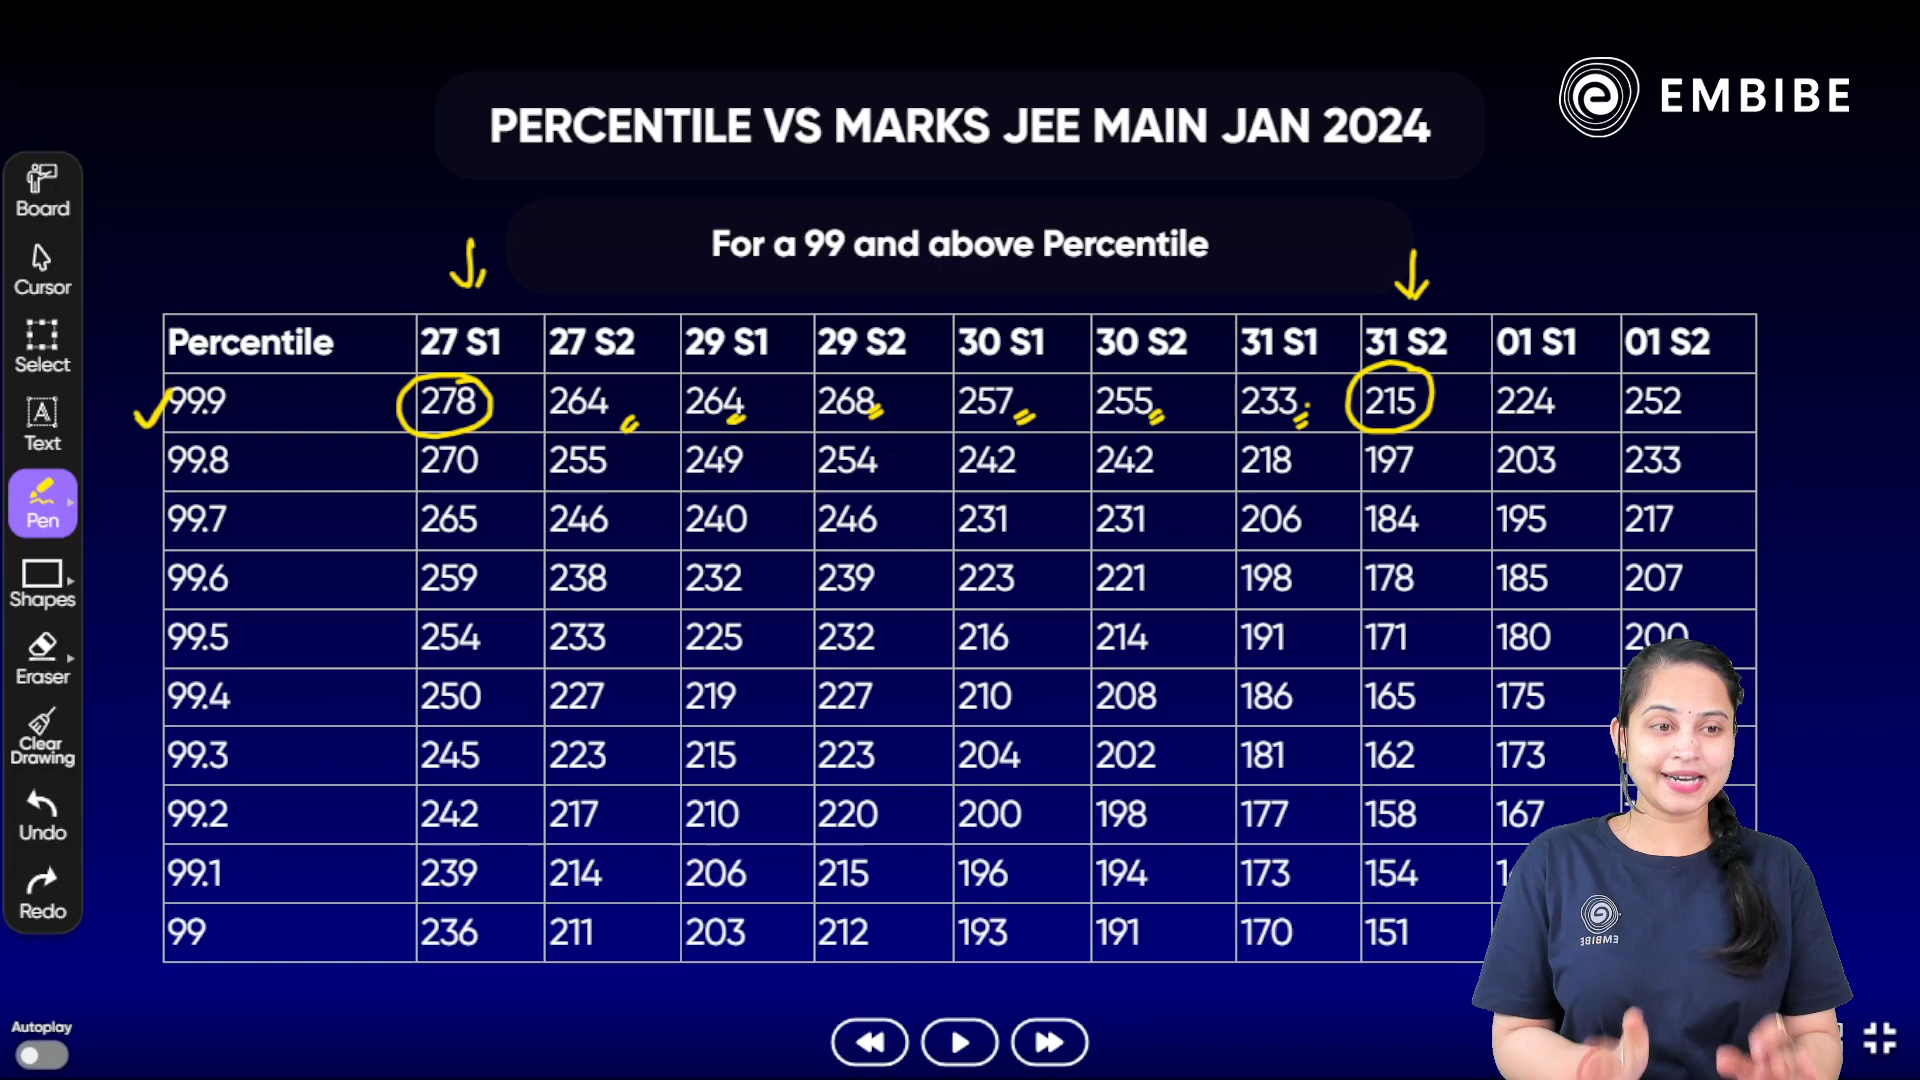 EMBIBE
PERCENTILE VS MARKS JEE MAIN JAN 2024
For a 99 and above Percentile
Board
Cursor
Select
Text
Pen
Shapes
Eraser
Clear
Drawing
Undo
Redo
Autoplay
Percentile 27 S1 27 S2 29 S1 29 S2 30 S1 30 S2 31 S1 31 S2 01 S1 01 S2
99.9 278 264 264 268 257 255 233 215 224 252
99.8 270 255 249 254 242 242 218 197 203 233
99.7 265 246 240 246 231 231 206 184 195 217
99.6 259 238 232 239 223 221 198 178 185 207
99.5 254 233 225 232 216 214 191 171 180 200
99.4 250 227 219 227 210 208 186 165 175
99.3 245 223 215 223 204 202 181 162 173
99.2 242 217 210 220 200 198 177 158 167
99.1 239 214 206 215 196 194 173 154
99 236 211 203 212 193 191 170 151
EMBIBE